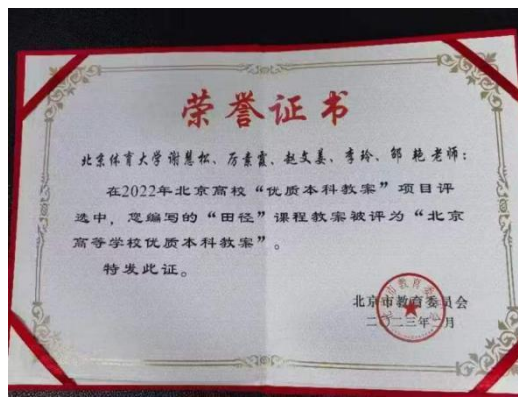 荣誉证书
北京体育大学谢慧松、厉素霞、赵文姜、李玲、邹艳老师：
在2022年北京高校“优质本科教案”项目评
选中，您编写的“田径”课程教案被评为“北京
高等学校优质本科教案”。
特发此证。
北京市教育委员会
二〇二三年二月